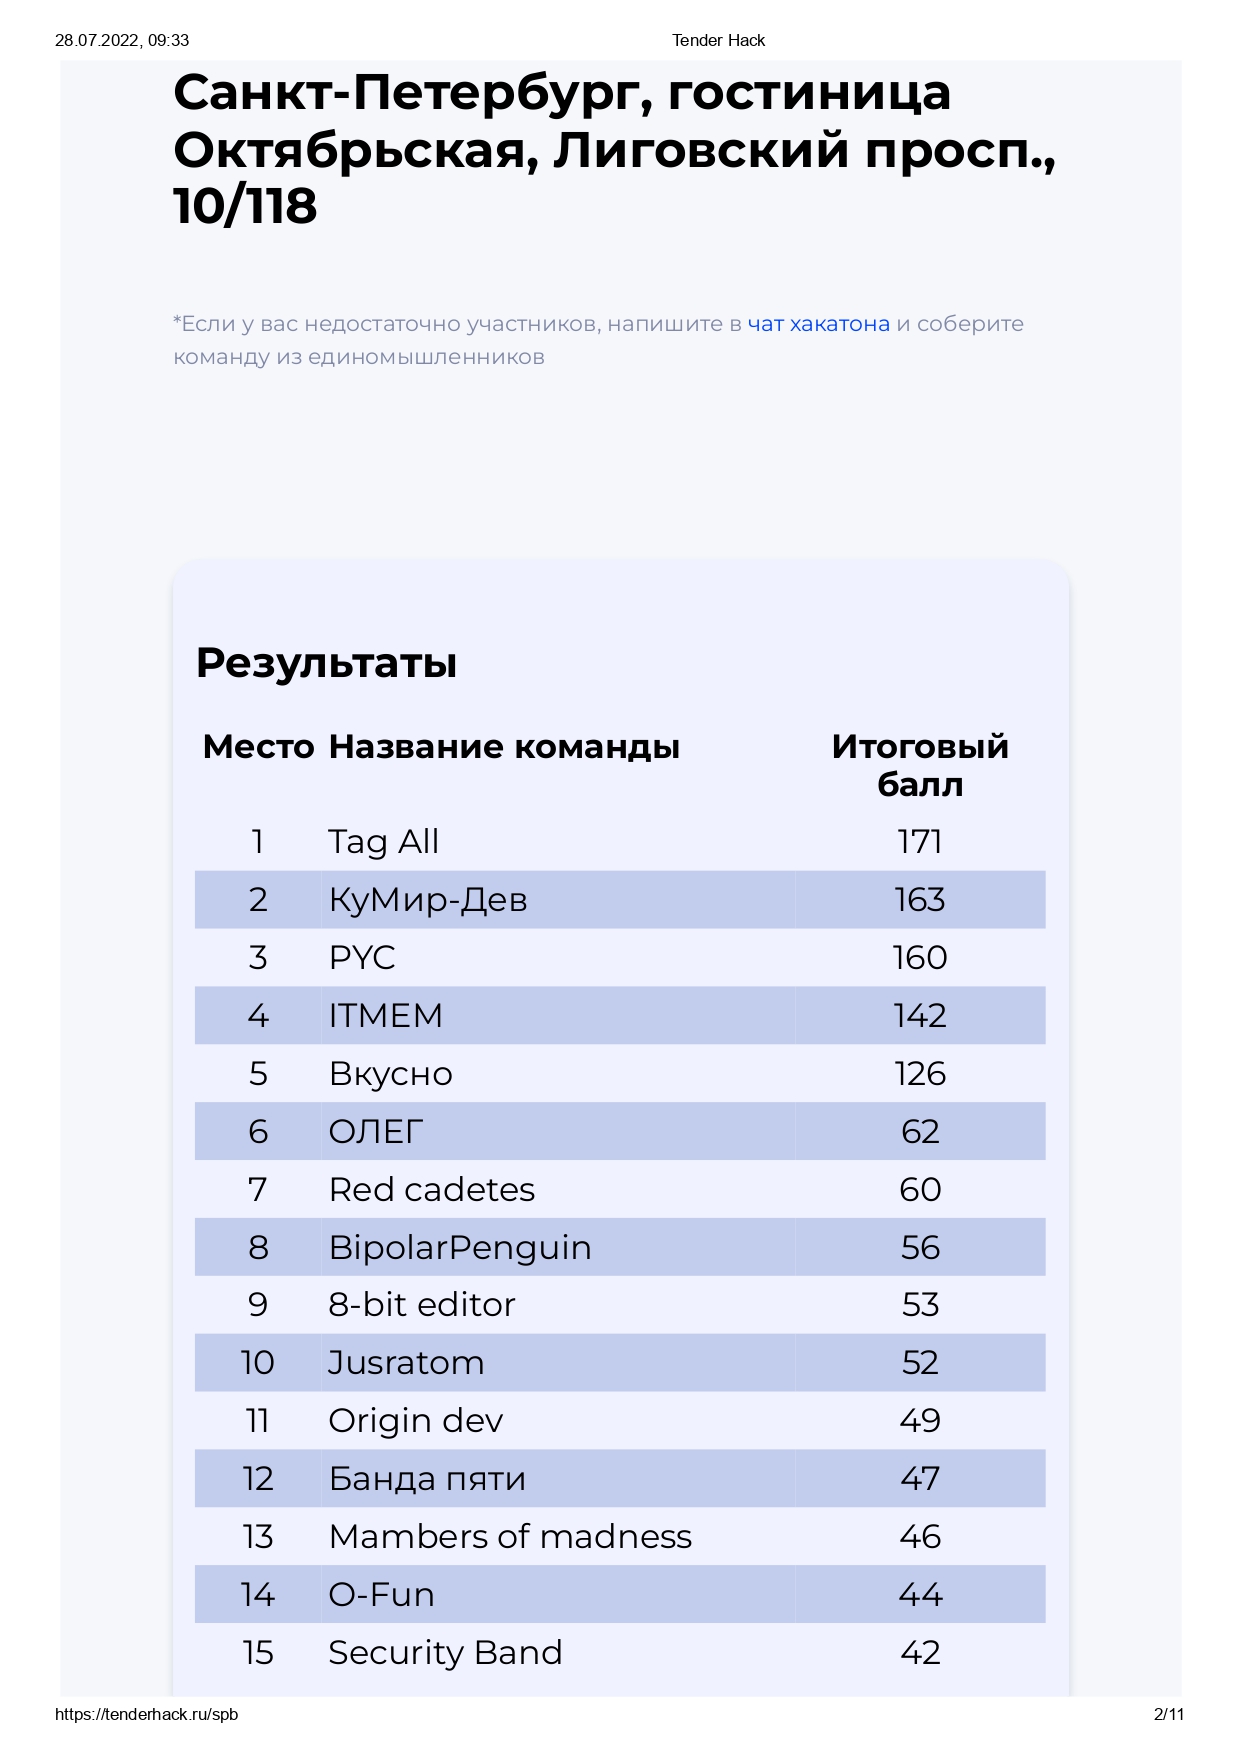 28.07.2022, 09:33 Tender Hack
Санкт-Петербург, гостиница
Октябрьская, Лиговский просп.,
10/118
*Если у вас недостаточно участников, напишите в чат хакатона и соберите
команду из единомышленников
Результаты
Место Название команды Итоговый
балл
1 Tag All 171
2 КуМир-Дев 163
3 PYC 160
4 ITMEM 142
5 Вкусно 126
6 ОЛЕГ 62
7 Red cadetes 60
8 BipolarPenguin 56
9 8-bit editor 53
10 Jusratom 52
11 Origin dev 49
12 Банда пяти 47
13 Mambers of madness 46
14 O-Fun 44
15 Security Band 42
https://tenderhack.ru/spb 2/11